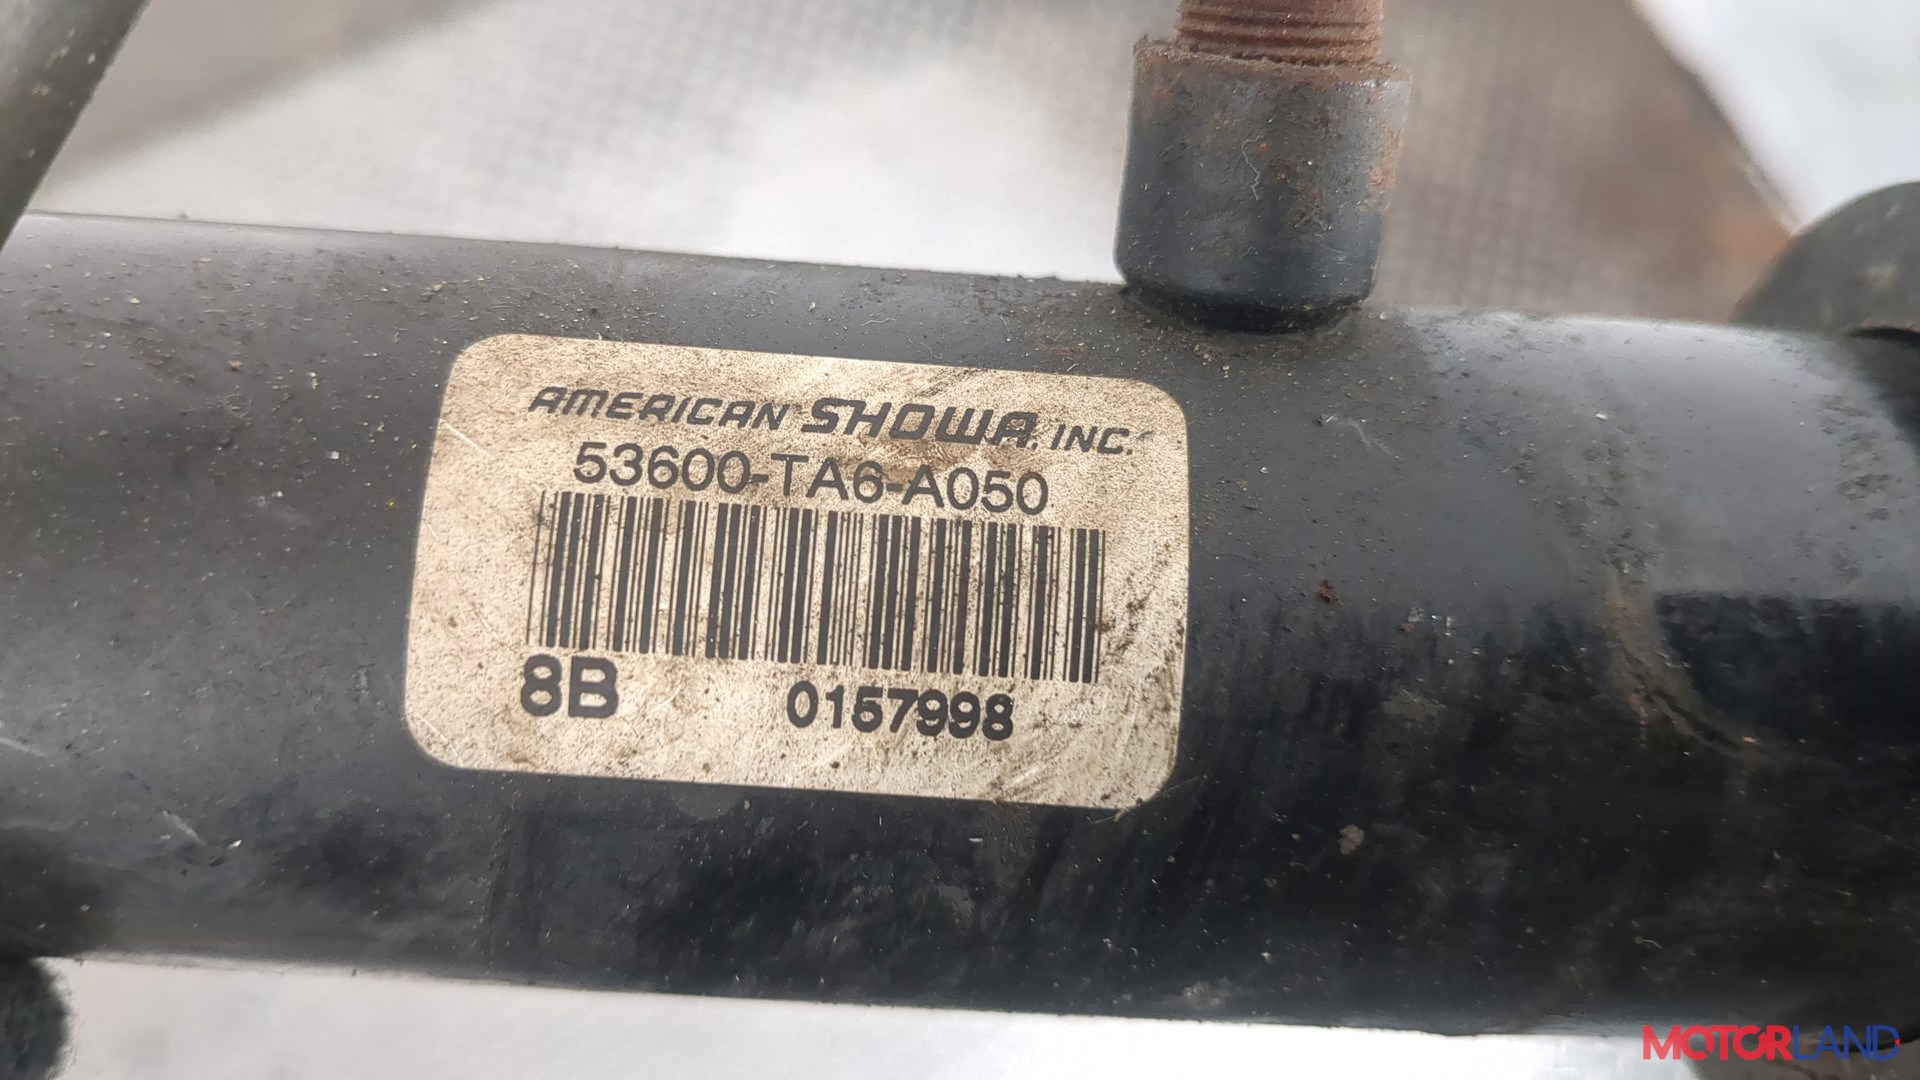 AMERICAN SHOWA, INC.
53600-TA6-A050
8B 0157998
MOTORLAND